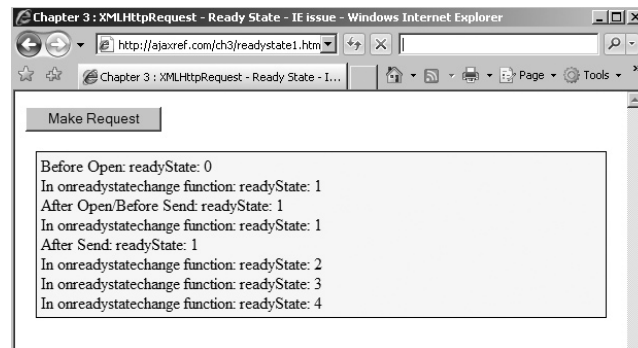 Chapter 3 : XMLHttpRequest - Ready State - IE issue - Windows Internet Explorer
http://ajaxref.com/ch3/readystate1.htm
Chapter 3 : XMLHttpRequest - Ready State - I... Page Tools »
Make Request
Before Open: readyState: 0
In onreadystatechange function: readyState: 1
After Open/Before Send: readyState: 1
In onreadystatechange function: readyState: 1
After Send: readyState: 1
In onreadystatechange function: readyState: 2
In onreadystatechange function: readyState: 3
In onreadystatechange function: readyState: 4